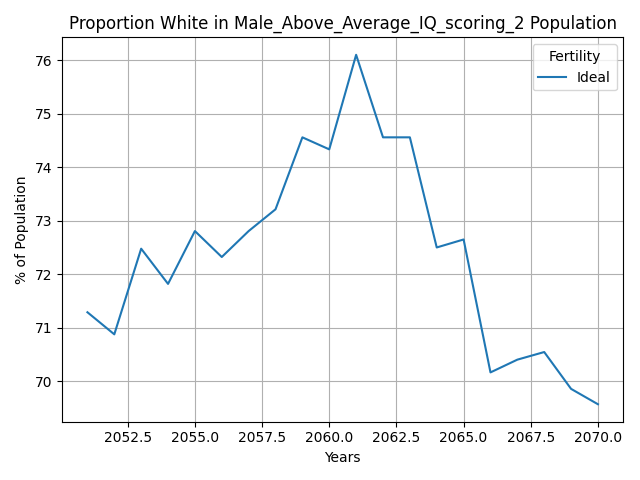 Proportion White in Male_Above_Average_IQ_scoring_2 Population
Fertility
Ideal
76
75
74
73
72
71
70
% of Population
2052.5 2055.0 2057.5 2060.0 2062.5 2065.0 2067.5 2070.0
Years